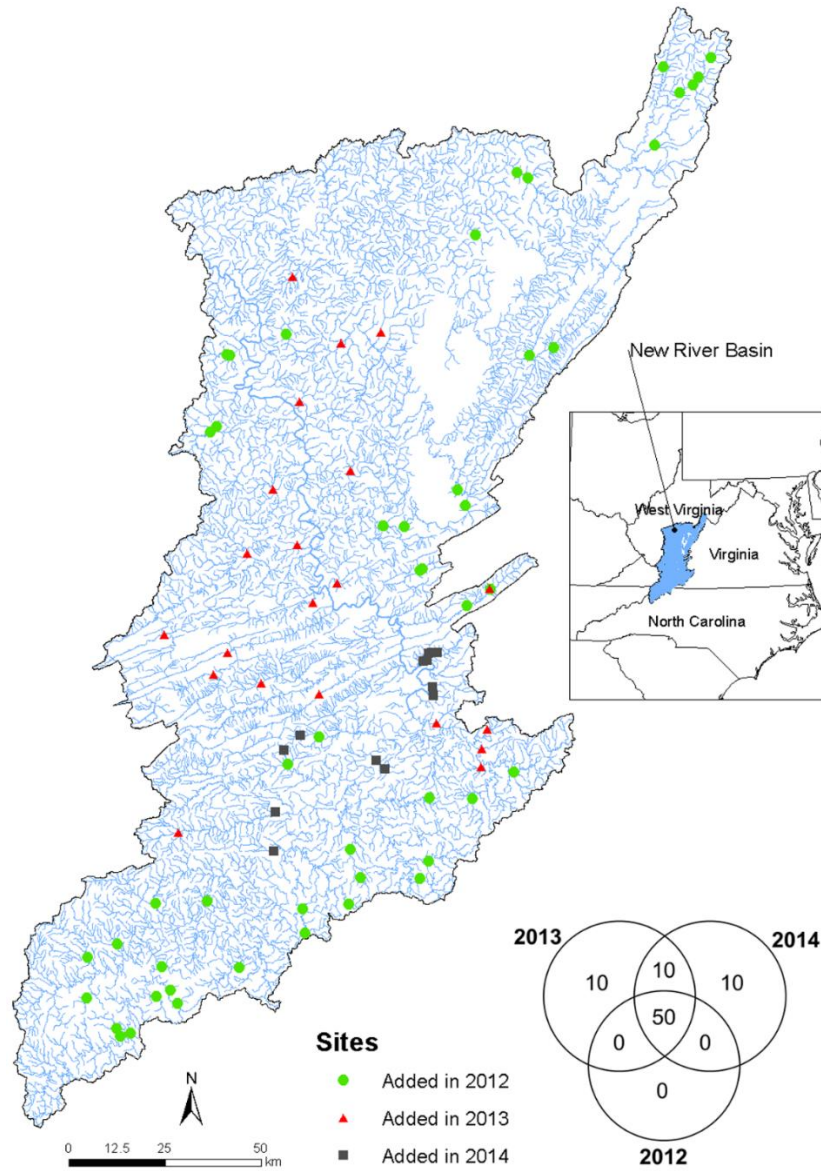 New River Basin
West Virginia
Virginia
North Carolina
2013
2014
10
10
10
50
0
0
0
2012
Sites
Added in 2012
Added in 2013
Added in 2014
N
0 12.5 25 50
km